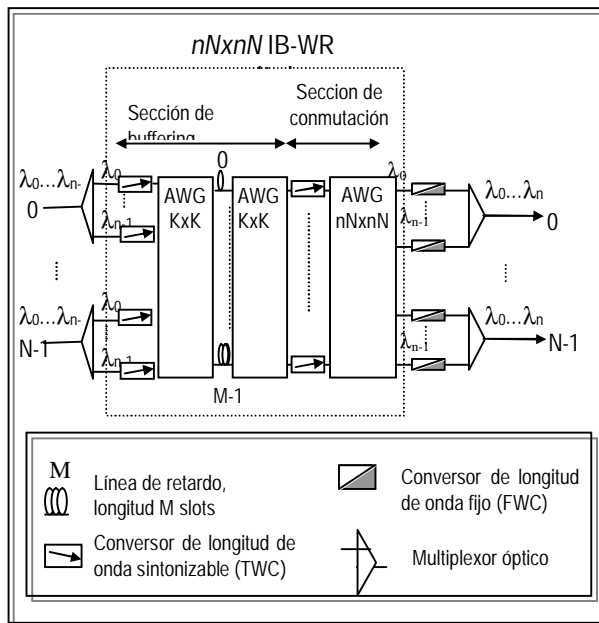 nNxnN IB-WR
Sección de
buffering
Seccion de
conmutación
0
λ0...λn-
0
λ0
λn-1
AWG
KxK
AWG
KxK
AWG
nNxnN
λ0
λn-1
λ0...λn
0
λ0...λn-
N-1
λ0
λn-1
M-1
λn-1
λ0...λn
N-1
M
Línea de retardo,
longitud M slots
Conversor de longitud de
onda sintonizable (TWC)
Conversor de longitud
de onda fijo (FWC)
Multiplexor óptico